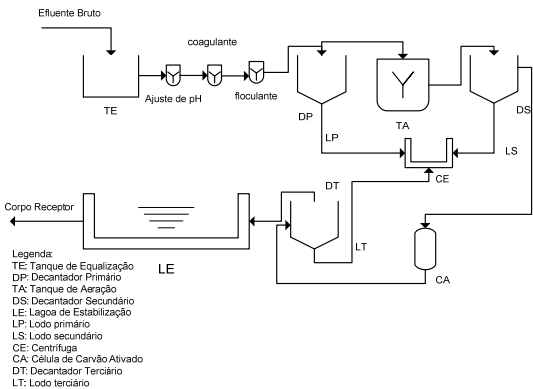 Efluente Bruto
coagulante
Ajuste de pH
floculante
TE
DP
TA
DS
LP
LS
CE
DT
Corpo Receptor
LT
LE
CA
Legenda:
TE: Tanque de Equalização
DP: Decantador Primário
TA: Tanque de Aeração
DS: Decantador Secundário
LE: Lagoa de Estabilização
LP: Lodo primário
LS: Lodo secundário
CE: Centrífuga
CA: Célula de Carvão Ativado
DT: Decantador Terciário
LT: Lodo terciário